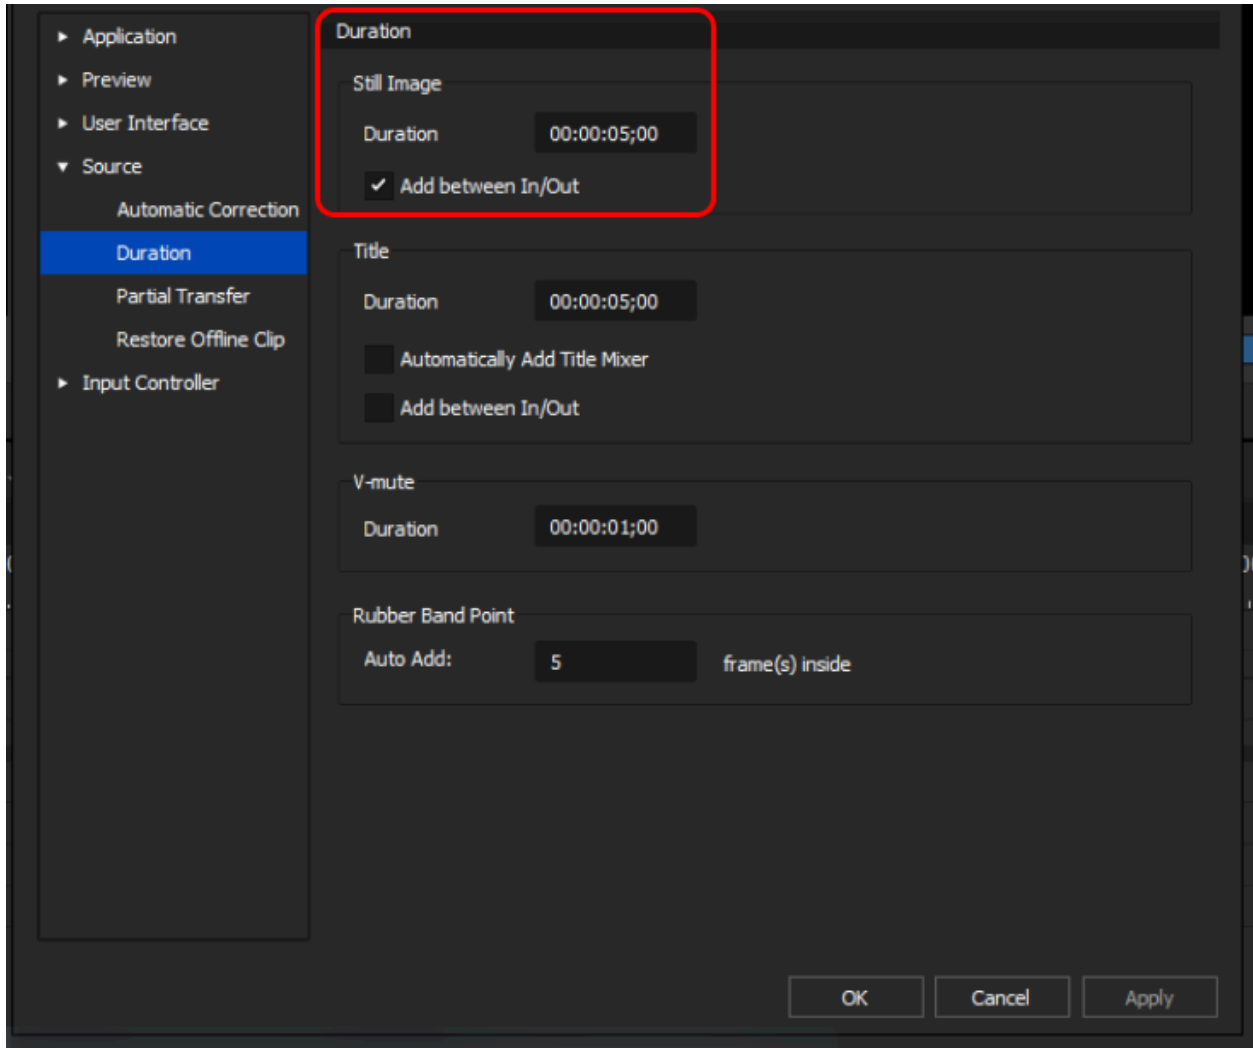 Application
Preview
User Interface
Source
Automatic Correction
Duration
Partial Transfer
Restore Offline Clip
Input Controller
Duration
Still Image
Duration 00:00:05;00
Add between In/Out
Title
Duration 00:00:05;00
Automatically Add Title Mixer
Add between In/Out
V-mute
Duration 00:00:01;00
Rubber Band Point
Auto Add: 5 frame(s) inside
OK Cancel Apply